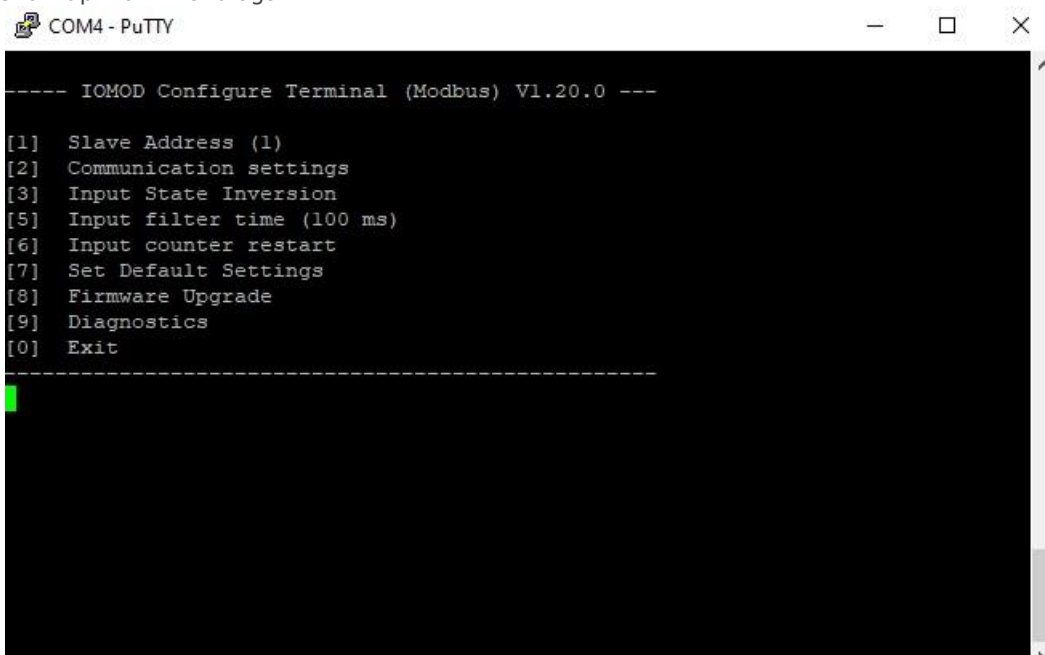 COM4 - PuTTY
----- IOMOD Configure Terminal (Modbus) V1.20.0 ---
[1] Slave Address (1)
[2] Communication settings
[3] Input State Inversion
[5] Input filter time (100 ms)
[6] Input counter restart
[7] Set Default Settings
[8] Firmware Upgrade
[9] Diagnostics
[0] Exit
---------------------------------------------------